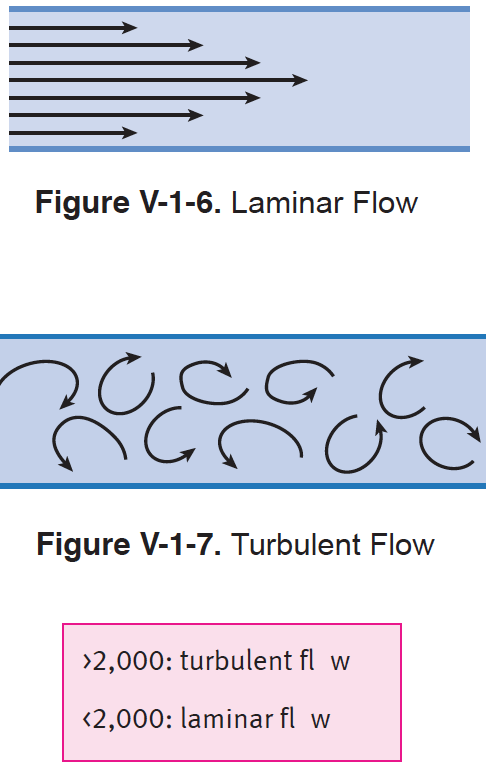 Figure V-1-6. Laminar Flow
Figure V-1-7. Turbulent Flow
>2,000: turbulent fl w
<2,000: laminar fl w